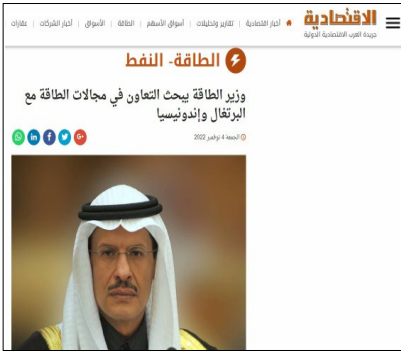 الاقتصادية
جريدة العرب الاقتصادية الدولية
أخبار اقتصادية | تقارير وتحليلات | أسواق الأسهم | الطاقة | الأسواق | أخبار الشركات | عقارات
الطاقة- النفط
وزير الطاقة يبحث التعاون في مجالات الطاقة مع
البرتغال وإندونيسيا
الجمعة 4 نوفمبر 2022
G+ f in